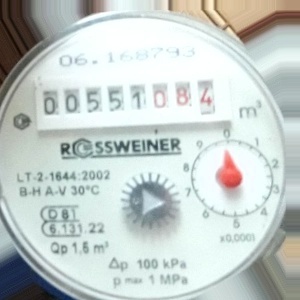 06.168793
00551084
m³
ROSSWEINER
LT-2-1644:2002
B-H A-V 30°C
D 81
6.131.22
Qp 1,5 m³
Δp 100 kPa
p max 1 MPa
0
1
2
3
4
5
6
7
8
9
x0,0001